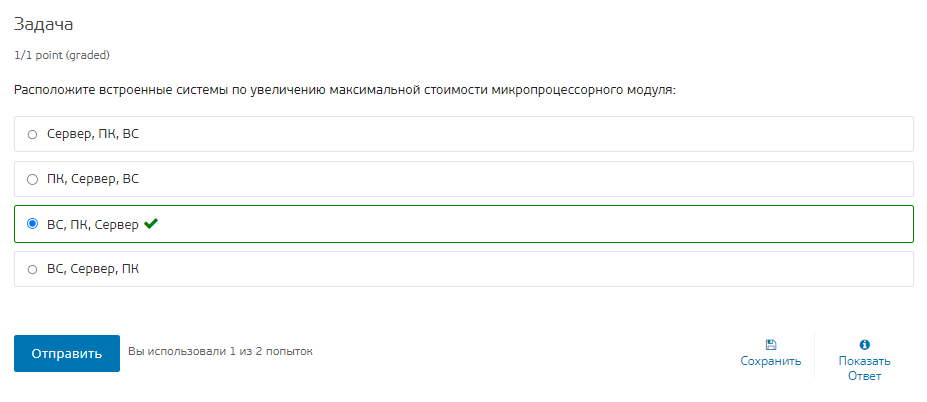 Задача
1/1 point (graded)
Расположите встроенные системы по увеличению максимальной стоимости микропроцессорного модуля:
Сервер, ПК, ВС
ПК, Сервер, ВС
ВС, ПК, Сервер
ВС, Сервер, ПК
Отправить
Вы использовали 1 из 2 попыток
Сохранить
Показать
Ответ